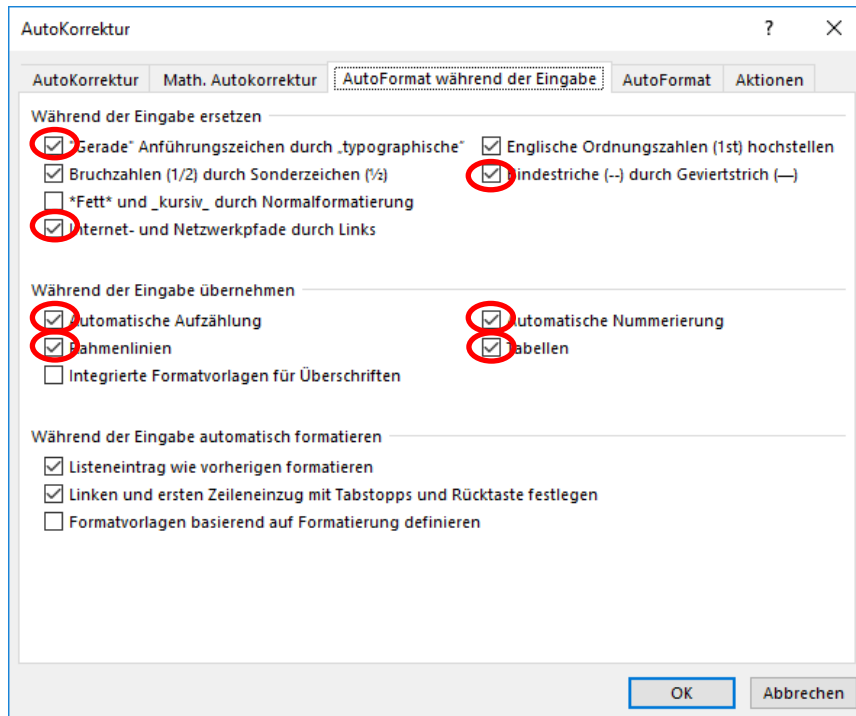 AutoKorrektur ?
AutoKorrektur Math. Autokorrektur AutoFormat während der Eingabe AutoFormat Aktionen
Während der Eingabe ersetzen
"Gerade" Anführungszeichen durch „typographische“ Englische Ordnungszahlen (1st) hochstellen
Bruchzahlen (1/2) durch Sonderzeichen (½) Bindestriche (--) durch Geviertstrich (—)
*Fett* und _kursiv_ durch Normalformatierung
Internet- und Netzwerkpfade durch Links
Während der Eingabe übernehmen
Automatische Aufzählung Automatische Nummerierung
Rahmenlinien Tabellen
Integrierte Formatvorlagen für Überschriften
Während der Eingabe automatisch formatieren
Listeneintrag wie vorherigen formatieren
Linken und ersten Zeileneinzug mit Tabstopps und Rücktaste festlegen
Formatvorlagen basierend auf Formatierung definieren
OK Abbrechen